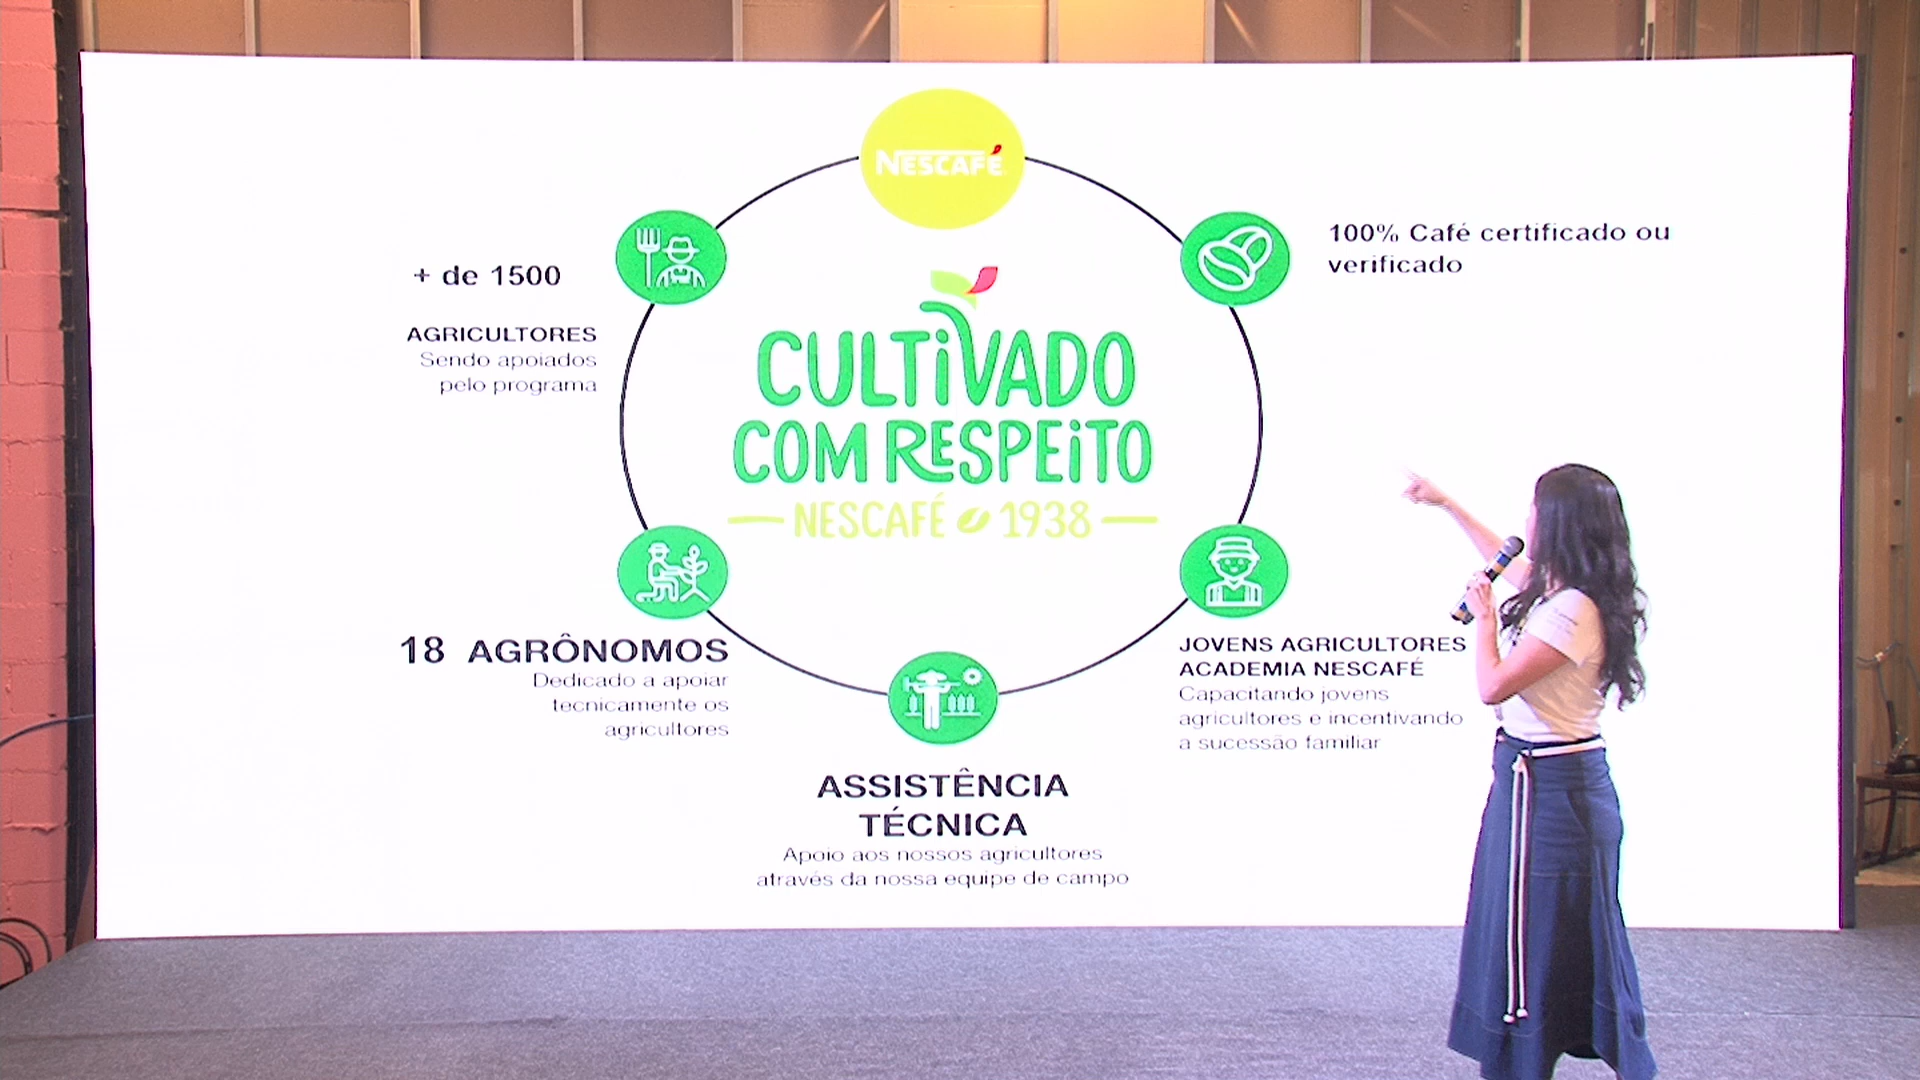 NESCAFÉ
+ de 1500
AGRICULTORES
Sendo apoiados
pelo programa
100% Café certificado ou
verificado
CULTIVADO
COM RESPEITO
NESCAFÉ 1938
18 AGRÔNOMOS
Dedicado a apoiar
tecnicamente os
agricultores
JOVENS AGRICULTORES
ACADEMIA NESCAFÉ
Capacitando jovens
agricultores e incentivando
a sucessão familiar
ASSISTÊNCIA
TÉCNICA
Apoio aos nossos agricultores
através da nossa equipe de campo